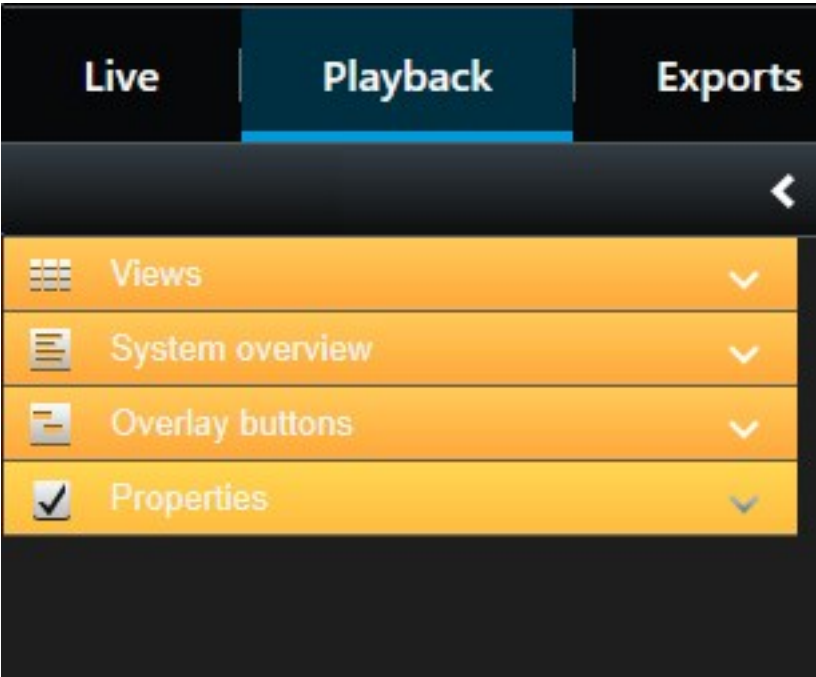 Live
Playback
Exports
Views
System overview
Overlay buttons
Properties